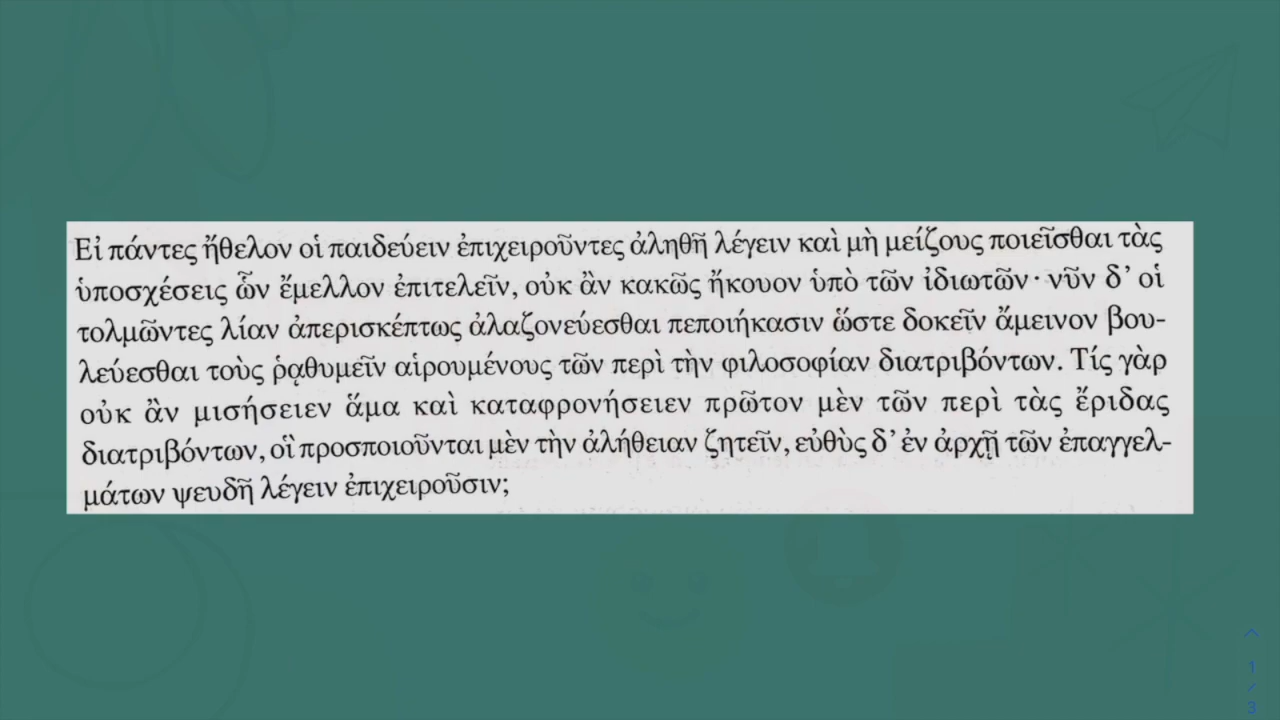 Εἰ πάντες ἤθελον οἱ παιδεύειν ἐπιχειροῦντες ἀληθῆ λέγειν καὶ μὴ μείζους ποιεῖσθαι τὰς
ὑποσχέσεις ὧν ἔμελλον ἐπιτελεῖν, οὐκ ἂν κακῶς ἤκουον ὑπὸ τῶν ἰδιωτῶν· νῦν δ’ οἱ
τολμῶντες λίαν ἀπερισκέπτως ἀλαζονεύεσθαι πεποιήκασιν ὥστε δοκεῖν ἄμεινον βου-
λεύεσθαι τοὺς ῥᾳθυμεῖν αἱρουμένους τῶν περὶ τὴν φιλοσοφίαν διατριβόντων. Τίς γὰρ
οὐκ ἂν μισήσειεν ἅμα καὶ καταφρονήσειεν πρῶτον μὲν τῶν περὶ τὰς ἔριδας
διατριβόντων, οἳ προσποιοῦνται μὲν τὴν ἀλήθειαν ζητεῖν, εὐθὺς δ’ ἐν ἀρχῇ τῶν ἐπαγγελ-
μάτων ψευδῆ λέγειν ἐπιχειροῦσιν;
1
/
3